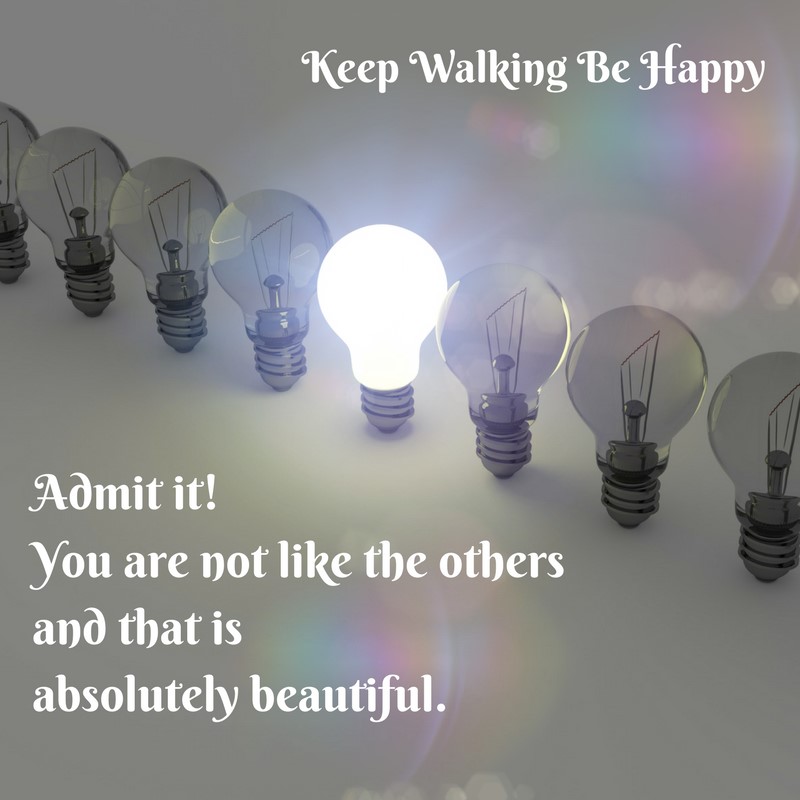 Keep Walking Be Happy
Admit it!
You are not like the others
and that is
absolutely beautiful.